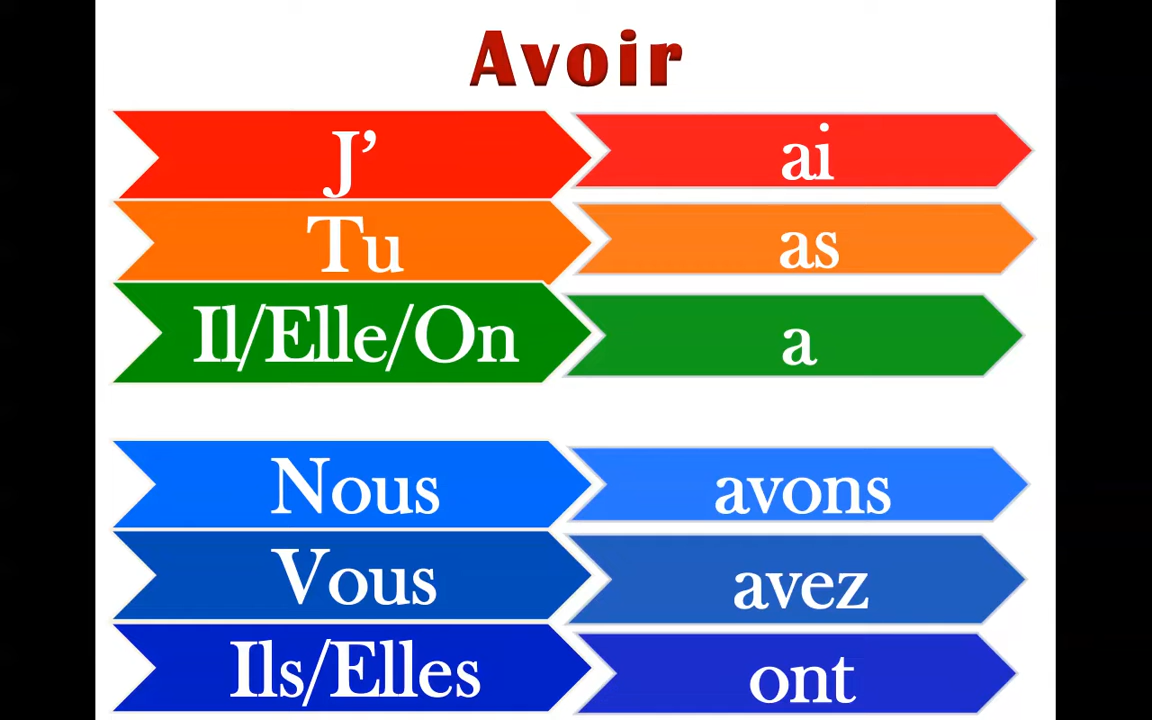 Avoir
J’ ai
Tu as
Il/Elle/On a
Nous avons
Vous avez
Ils/Elles ont